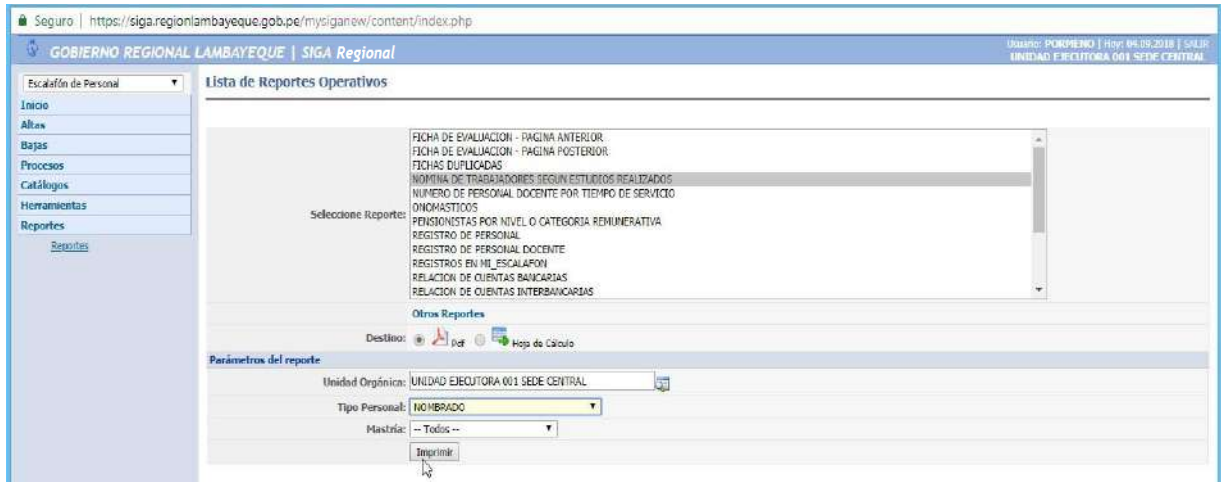 Seguro | https://siga.regionlambayeque.gob.pe/mysiganew/content/index.php
GOBIERNO REGIONAL LAMBAYEQUE | SIGA Regional
Usuario: PORMENO | Hoy: 04.09.2018 | SALIR
UNIDAD EJECUTORA 001 SEDE CENTRAL
Escalafón de Personal
Inicio
Altas
Bajas
Procesos
Catálogos
Herramientas
Reportes
Reportes
Lista de Reportes Operativos
Seleccione Reporte:
FICHA DE EVALUACION - PAGINA ANTERIOR
FICHA DE EVALUACION - PAGINA POSTERIOR
FICHAS DUPLICADAS
NOMINA DE TRABAJADORES SEGUN ESTUDIOS REALIZADOS
NUMERO DE PERSONAL DOCENTE POR TIEMPO DE SERVICIO
ONOMASTICOS
PENSIONISTAS POR NIVEL O CATEGORIA REMUNERATIVA
REGISTRO DE PERSONAL
REGISTRO DE PERSONAL DOCENTE
REGISTROS EN MI_ESCALAFON
RELACION DE CUENTAS BANCARIAS
RELACION DE CUENTAS INTERBANCARIAS
Otros Reportes
Destino: Pdf Hoja de Cálculo
Parámetros del reporte
Unidad Orgánica: UNIDAD EJECUTORA 001 SEDE CENTRAL
Tipo Personal: NOMBRADO
Mastria: -- Todos --
Imprimir